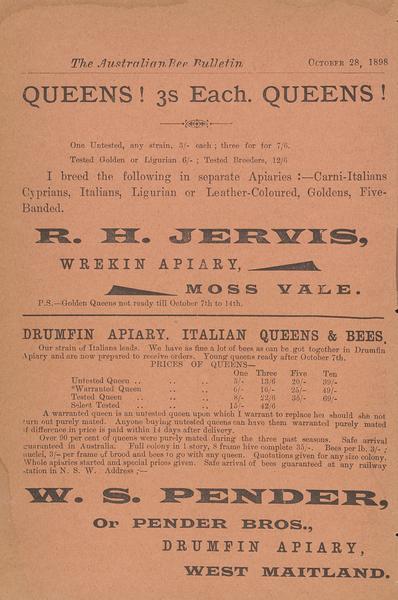 The Australian Bee Bulletin October 28, 1898
QUEENS! 3s Each. QUEENS!
One Untested, any strain, 3/- each; three for for 7/6.
Tested Golden or Ligurian 6/-; Tested Breeders, 12/6
I breed the following in separate Apiaries:—Carni-Italians
Cyprians, Italians, Ligurian or Leather-Coloured, Goldens, Five-
Banded.
R. H. JERVIS,
WREKIN APIARY,
MOSS VALE.
P.S.—Golden Queens not ready till October 7th to 14th.
DRUMFIN APIARY. ITALIAN QUEENS & BEES.
Our strain of Italians leads. We have as fine a lot of bees as can be got together in Drumfin
Apiary and are now prepared to receive orders. Young queens ready after October 7th.
PRICES OF QUEENS—
One Three Five Ten
Untested Queen .. .. .. 5/- 13/6 20/- 39/-
*Warranted Queen .. .. 6/- 16/- 25/- 49/-
Tested Queen .. .. .. 8/- 22/6 35/- 69/-
Select Tested .. .. 15/- 42/6
A warranted queen is an untested queen upon which I warrant to replace her should she not
turn out purely mated. Anyone buying untested queens can have them warranted purely mated
if difference in price is paid within 14 days after delivery.
Over 90 per cent of queens were purely mated during the three past seasons. Safe arrival
guaranteed in Australia. Full colony in 1 story, 8 frame hive complete 35/-. Bees per lb. 3/-;
nuclei, 3/- per frame of brood and bees to go with any queen. Quotations given for any size colony.
Whole apiaries started and special prices given. Safe arrival of bees guaranteed at any railway
station in N. S. W. Address;—
W. S. PENDER,
Or PENDER BROS.,
DRUMFIN APIARY,
WEST MAITLAND.